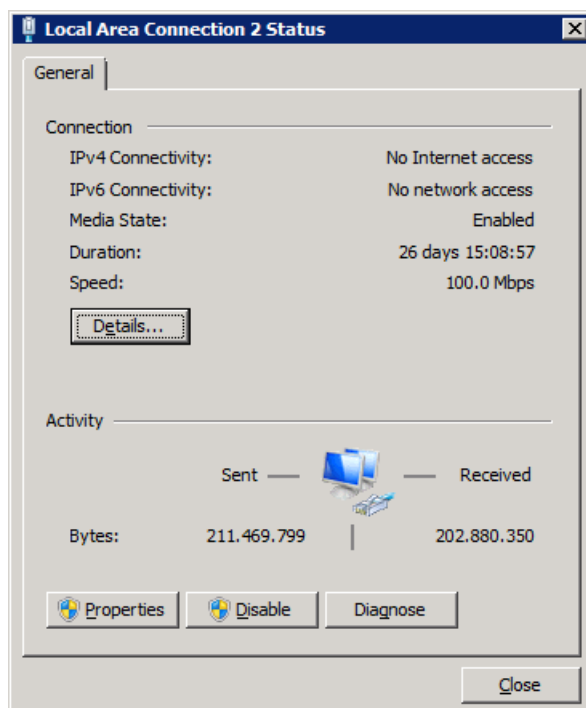 Local Area Connection 2 Status
General
Connection
IPv4 Connectivity: No Internet access
IPv6 Connectivity: No network access
Media State: Enabled
Duration: 26 days 15:08:57
Speed: 100.0 Mbps
Details...
Activity
Sent Received
Bytes: 211.469.799 202.880.350
Properties Disable Diagnose
Close